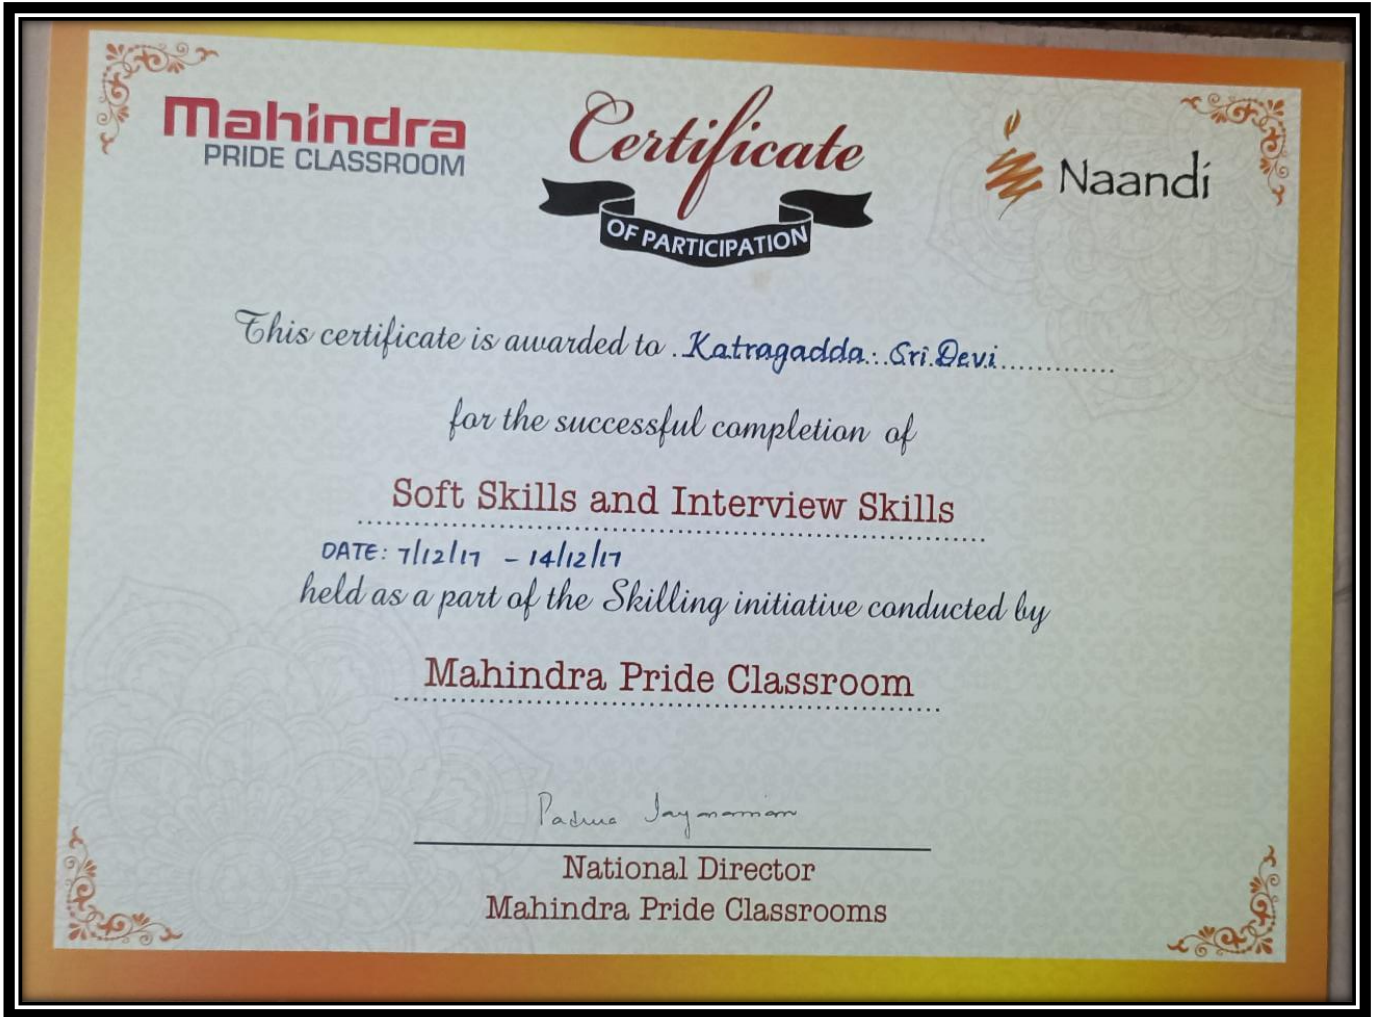 Mahindra
PRIDE CLASSROOM
Certificate
OF PARTICIPATION
Naandi
This certificate is awarded to Katragadda Sri Devi
for the successful completion of
Soft Skills and Interview Skills
DATE: 7/12/17 - 14/12/17
held as a part of the Skilling initiative conducted by
Mahindra Pride Classroom
Padma
National Director
Mahindra Pride Classrooms